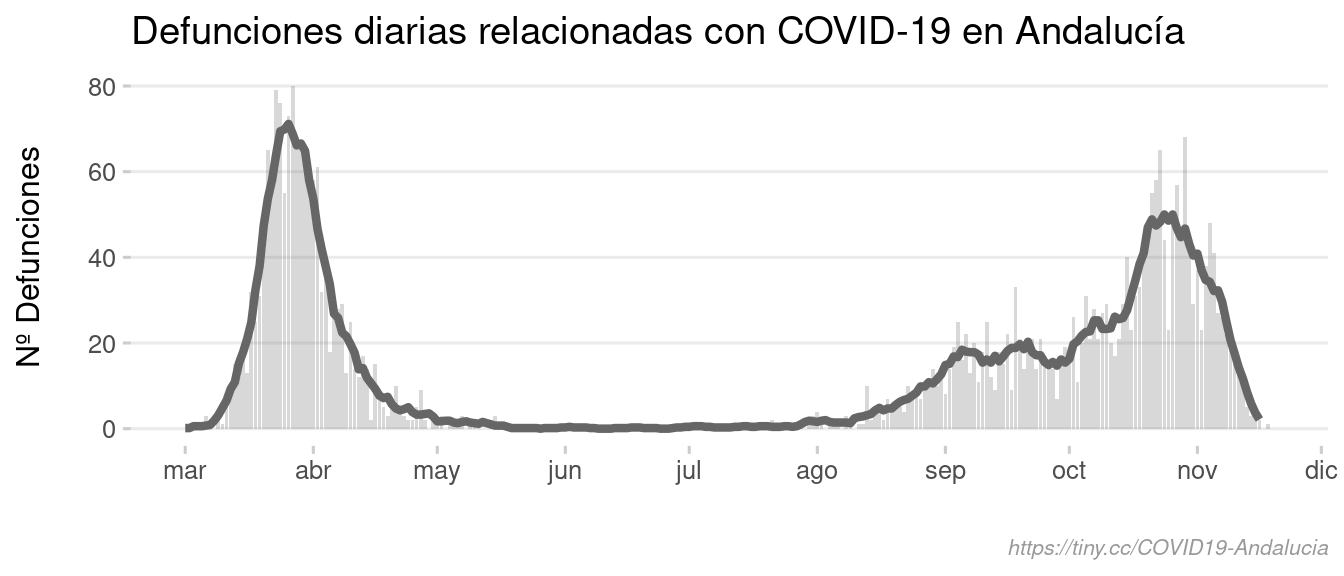 Defunciones diarias relacionadas con COVID-19 en Andalucía
Nº Defunciones
80
60
40
20
0
mar abr may jun jul ago sep oct nov dic
https://tiny.cc/COVID19-Andalucia